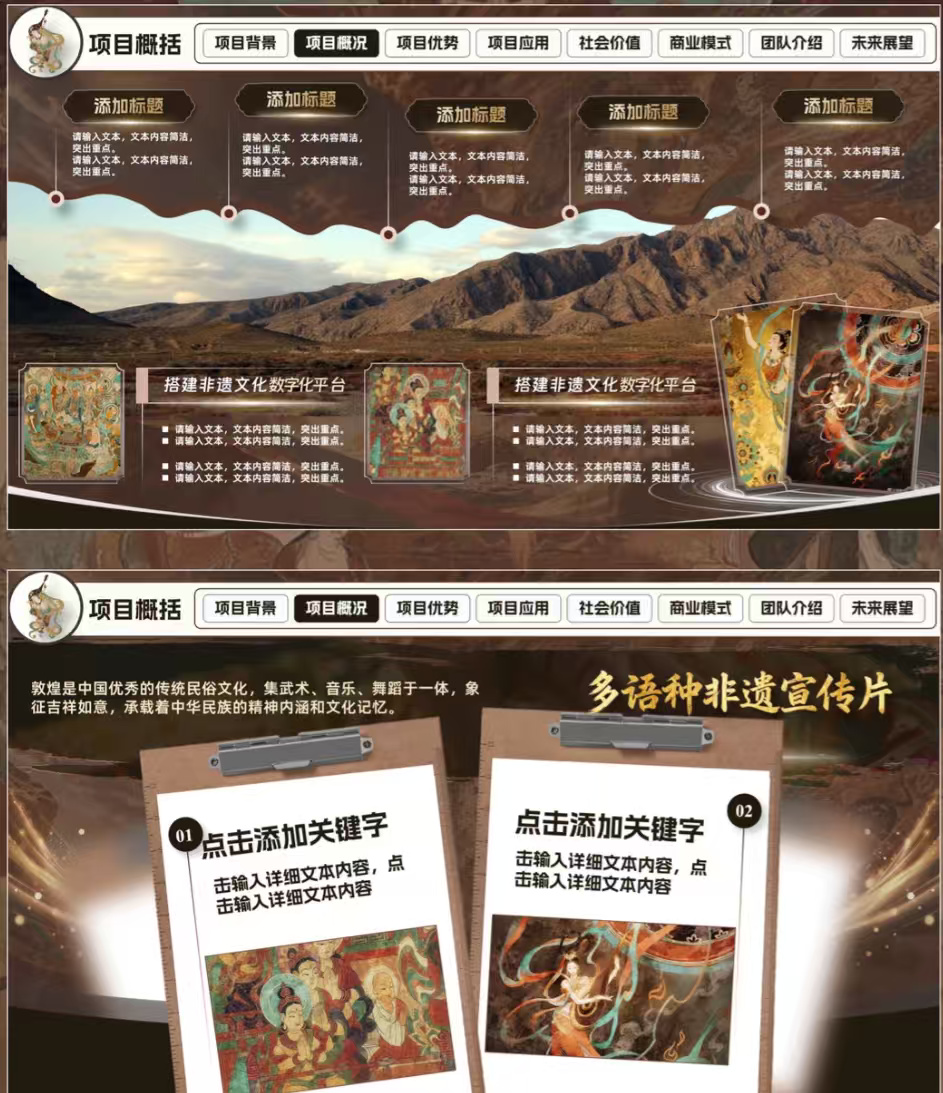 项目概括
项目背景 项目概况 项目优势 项目应用 社会价值 商业模式 团队介绍 未来展望
添加标题
请输入文本，文本内容简洁，
突出重点。
请输入文本，文本内容简洁，
突出重点。
添加标题
请输入文本，文本内容简洁，
突出重点。
请输入文本，文本内容简洁，
突出重点。
添加标题
请输入文本，文本内容简洁，
突出重点。
请输入文本，文本内容简洁，
突出重点。
添加标题
请输入文本，文本内容简洁，
突出重点。
请输入文本，文本内容简洁，
突出重点。
添加标题
请输入文本，文本内容简洁，
突出重点。
请输入文本，文本内容简洁，
突出重点。
搭建非遗文化数字化平台
■ 请输入文本，文本内容简洁，突出重点。
■ 请输入文本，文本内容简洁，突出重点。
■ 请输入文本，文本内容简洁，突出重点。
■ 请输入文本，文本内容简洁，突出重点。
搭建非遗文化数字化平台
■ 请输入文本，文本内容简洁，突出重点。
■ 请输入文本，文本内容简洁，突出重点。
■ 请输入文本，文本内容简洁，突出重点。
■ 请输入文本，文本内容简洁，突出重点。
项目概括
项目背景 项目概况 项目优势 项目应用 社会价值 商业模式 团队介绍 未来展望
敦煌是中国优秀的传统民俗文化，集武术、音乐、舞蹈于一体，象
征吉祥如意，承载着中华民族的精神内涵和文化记忆。
多语种非遗宣传片
01
点击添加关键字
击输入详细文本内容，点
击输入详细文本内容
02
点击添加关键字
击输入详细文本内容，点
击输入详细文本内容